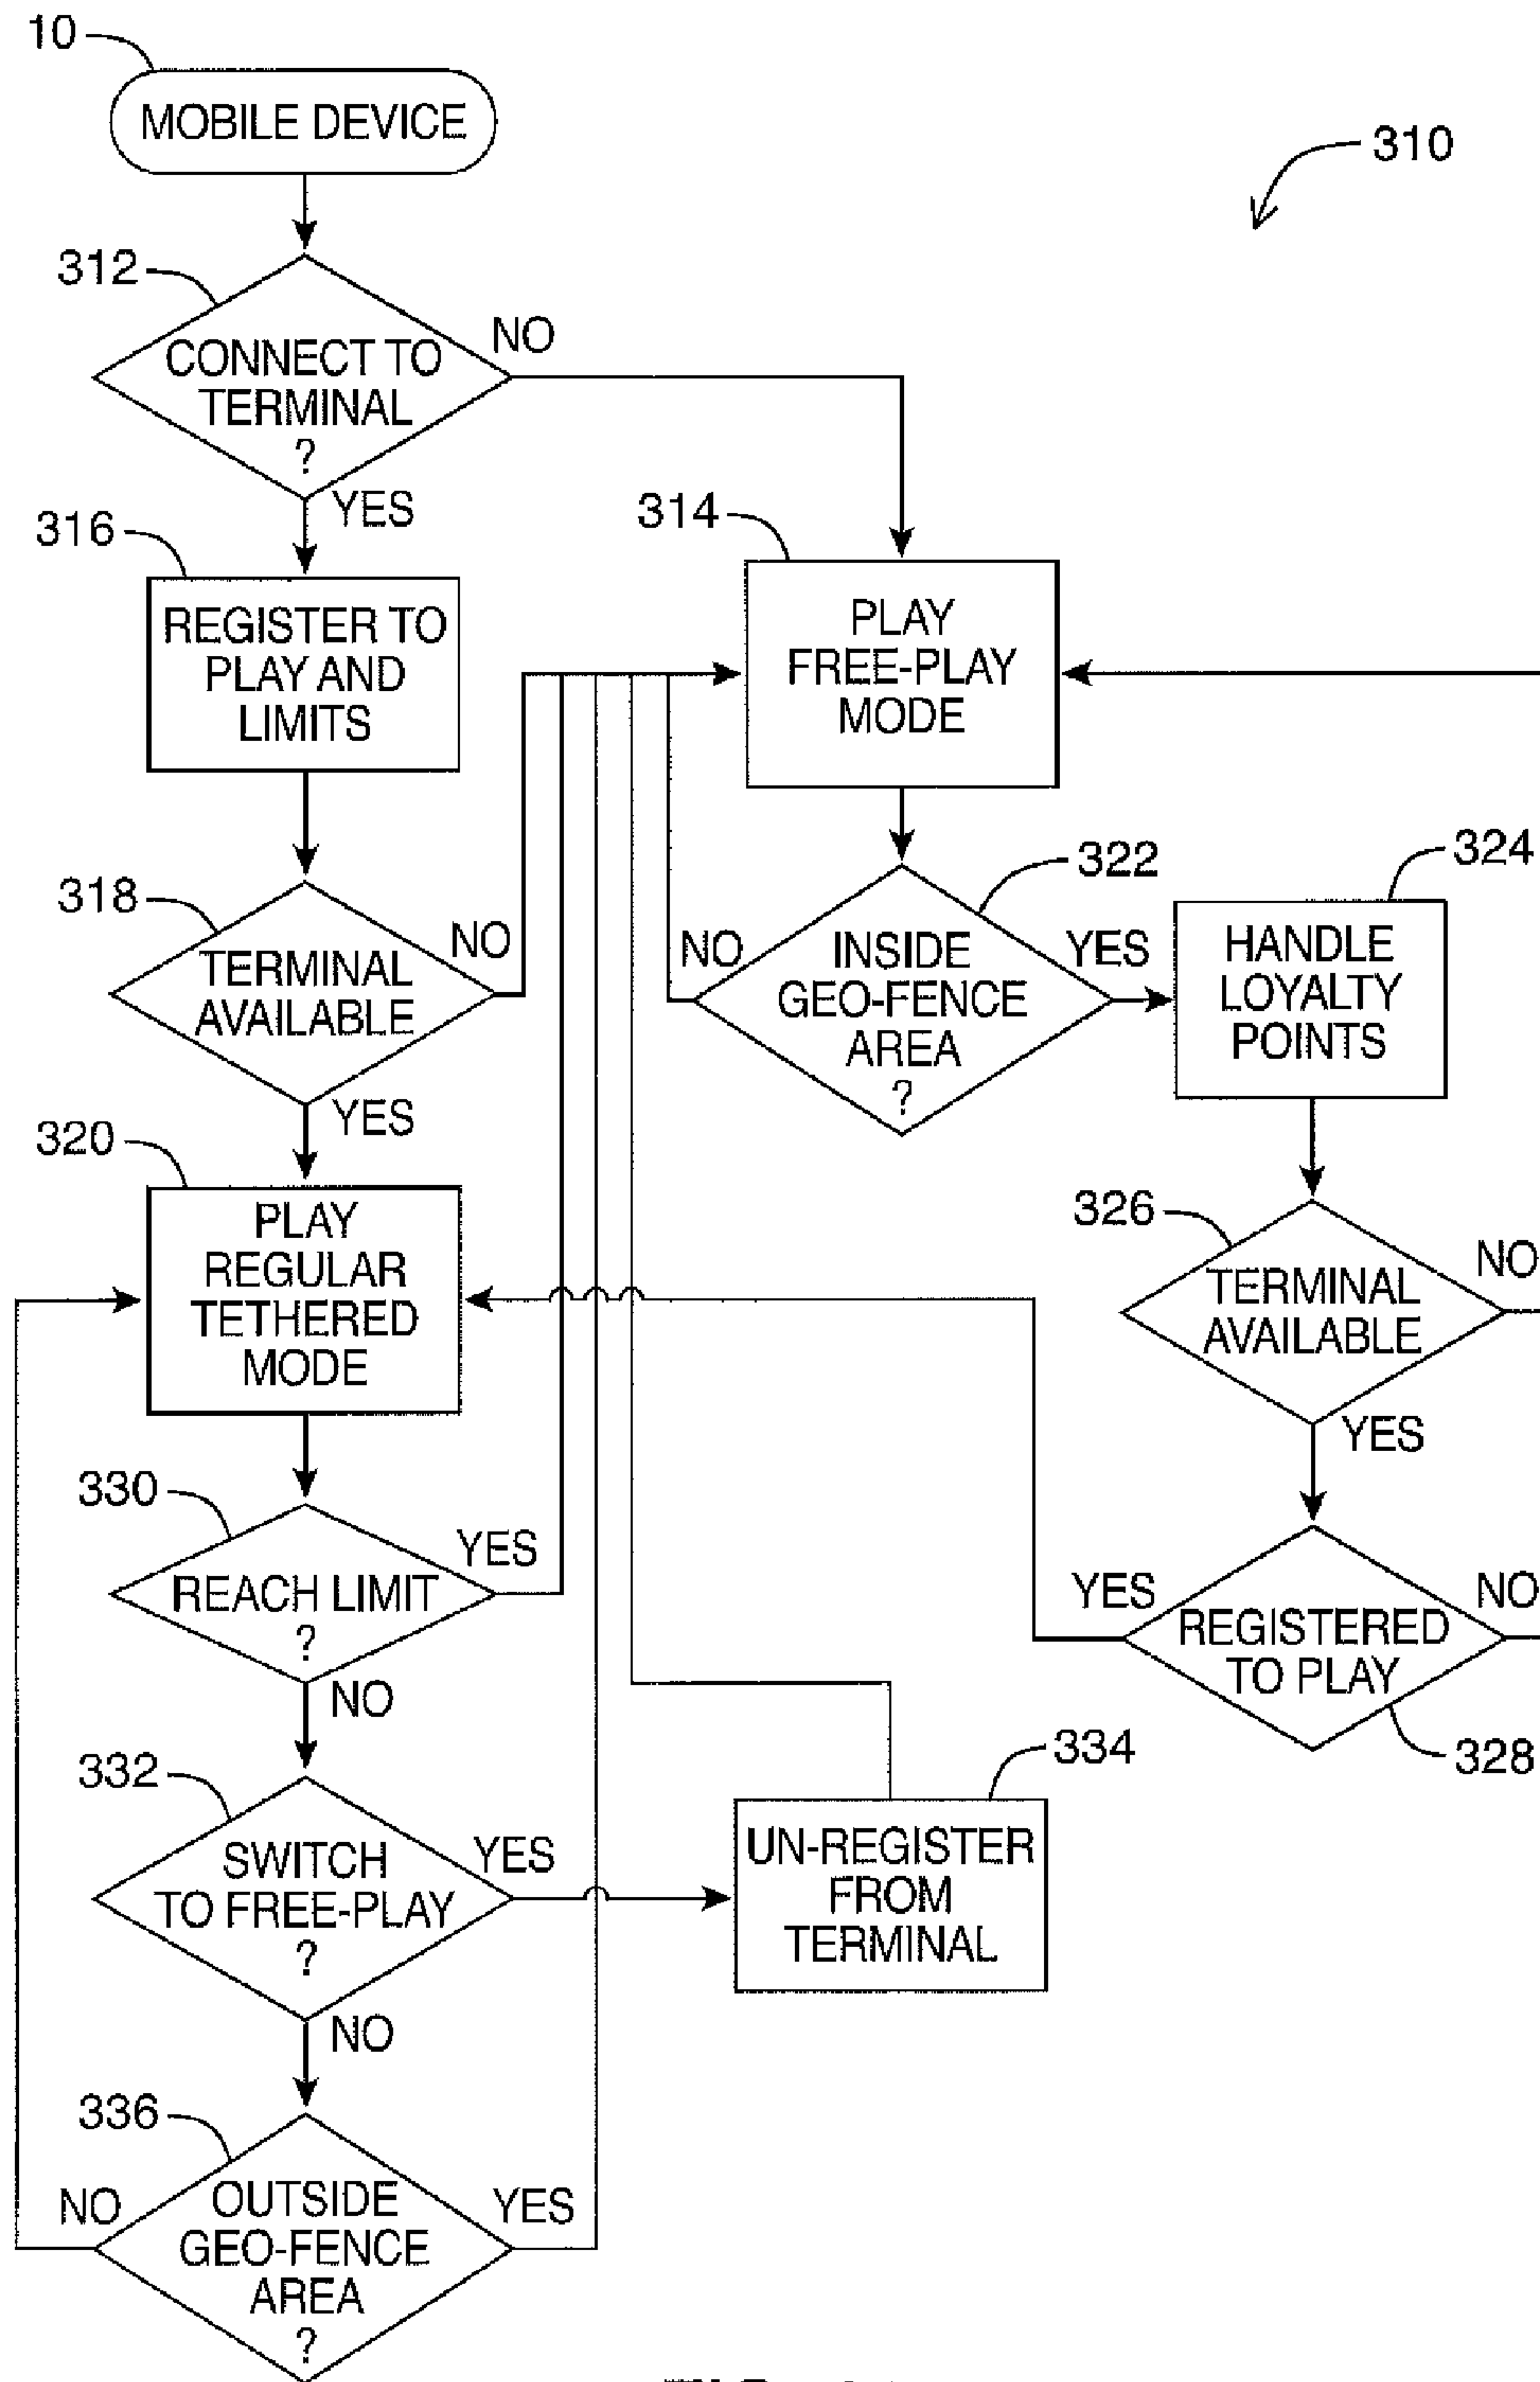 10
MOBILE DEVICE
310
312
CONNECT TO
TERMINAL
?
NO
YES
316
REGISTER TO
PLAY AND
LIMITS
314
PLAY
FREE-PLAY
MODE
318
TERMINAL
AVAILABLE
NO
YES
322
INSIDE
GEO-FENCE
AREA
?
NO
YES
324
HANDLE
LOYALTY
POINTS
320
PLAY
REGULAR
TETHERED
MODE
326
TERMINAL
AVAILABLE
NO
YES
330
REACH LIMIT
?
YES
NO
328
REGISTERED
TO PLAY
YES
NO
332
SWITCH
TO FREE-PLAY
?
YES
NO
334
UN-REGISTER
FROM
TERMINAL
336
OUTSIDE
GEO-FENCE
AREA
?
NO
YES